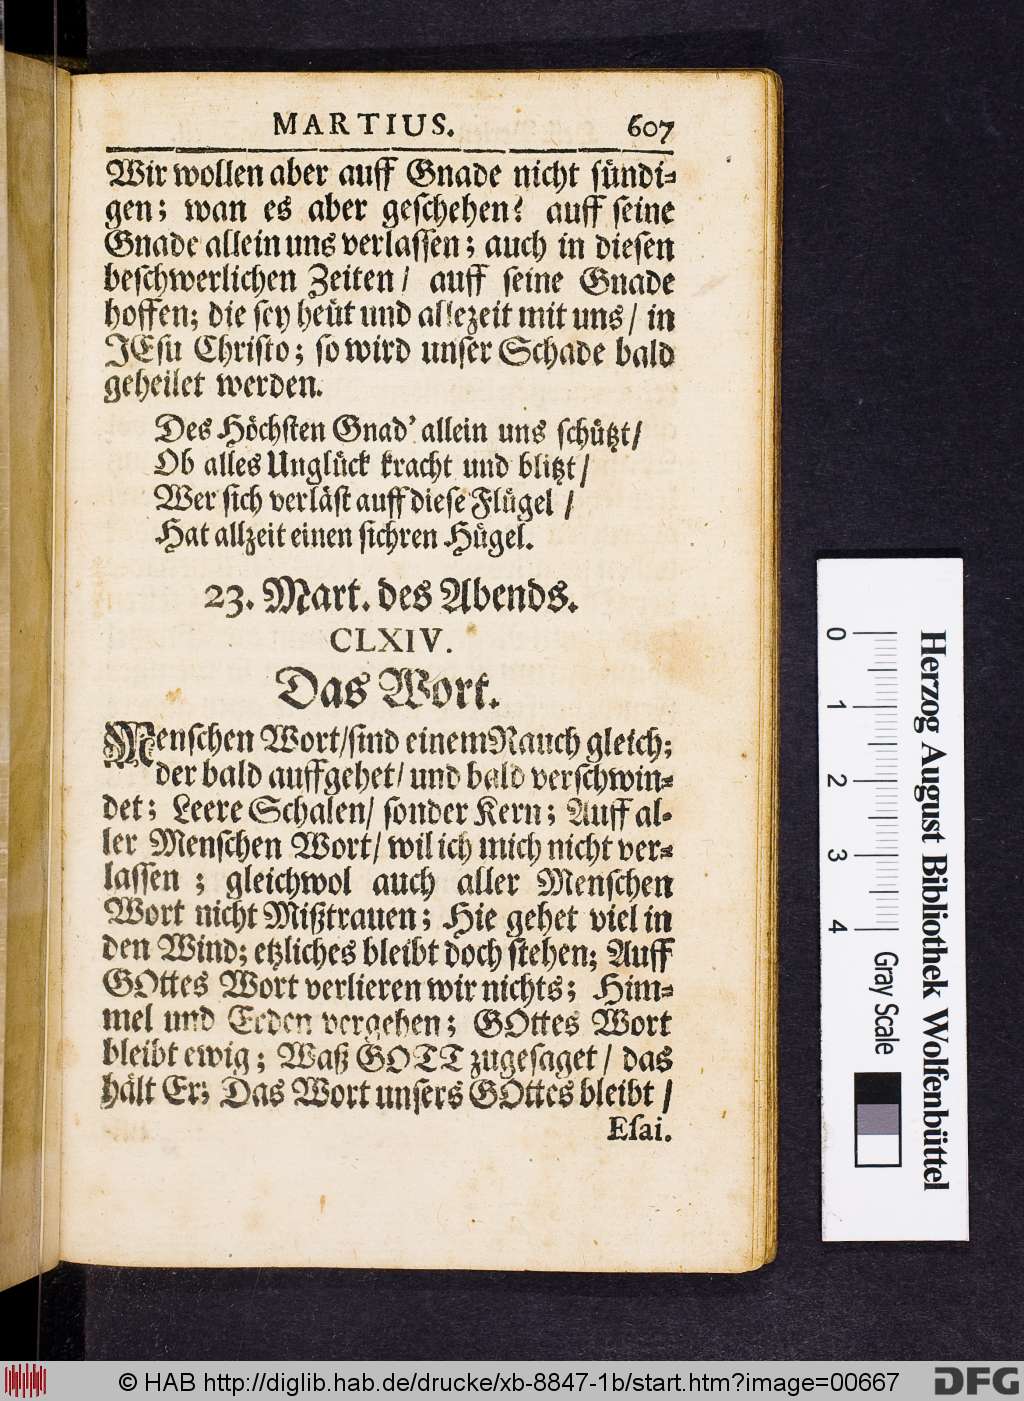 MARTIUS. 607
Wir wollen aber auff Gnade nicht sündi-
gen; wan es aber geschehen? auff seine
Gnade allein uns verlassen; auch in diesen
beschwerlichen Zeiten/ auff seine Gnade
hoffen; die sey heüt und allezeit mit uns/ in
JEsu Christo; so wird unser Schade bald
geheilet werden.
Des Höchsten Gnad' allein uns schützt/
Ob alles Unglück kracht und blitzt/
Wer sich verläst auff diese Flügel /
Hat allzeit einen sichren Hügel.
23. Mart. des Abends.
CLXIV.
Das Wort.
Menschen Wort/sind einem Rauch gleich;
der bald auffgehet/ und bald verschwin-
det; Leere Schalen/ sonder Kern; Auff al-
ler Menschen Wort/ wil ich mich nicht ver-
lassen ; gleichwol auch aller Menschen
Wort nicht Mißtrauen; Hie gehet viel in
den Wind; etzliches bleibt doch stehen; Auff
GOttes Wort verlieren wir nichts; Him-
mel und Erden vergehen; GOttes Wort
bleibt ewig; Waß GOTT zugesaget/ das
hält Er; Das Wort unsers GOttes bleibt /
Esai.
0 1 2 3 4
Gray Scale
Herzog August Bibliothek Wolfenbüttel
© HAB http://diglib.hab.de/drucke/xb-8847-1b/start.htm?image=00667
DFG